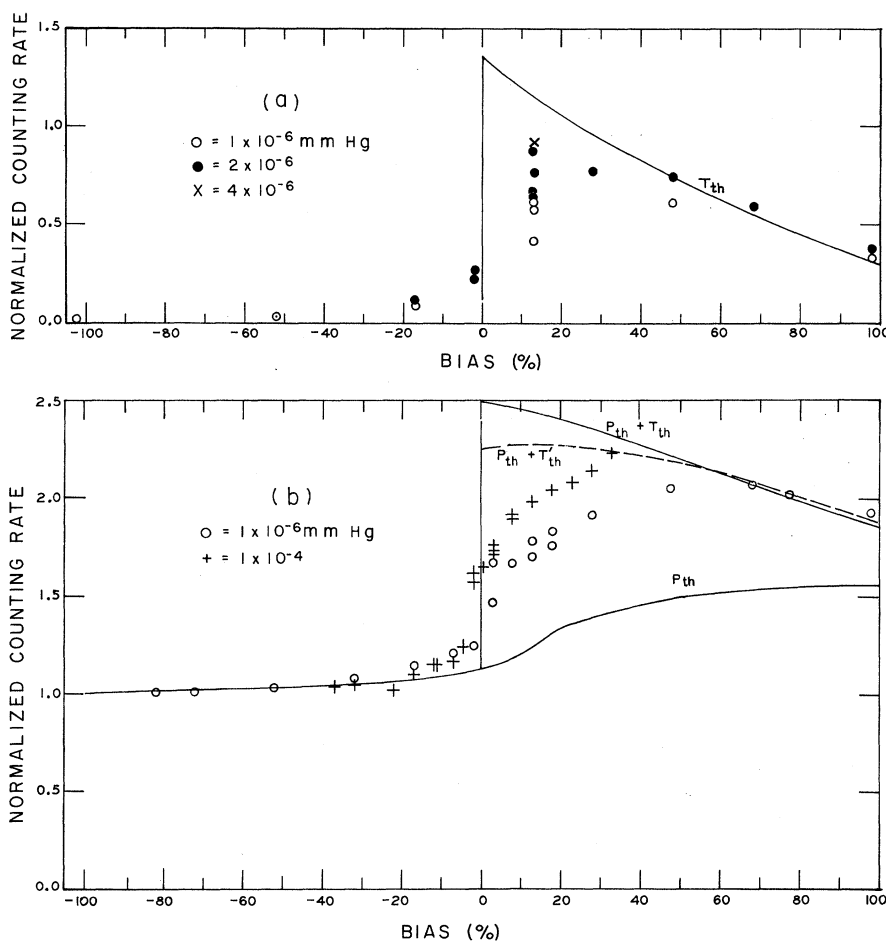 1.5
1.0
0.5
0.0
NORMALIZED COUNTING RATE
(a)
○ = 1 x 10⁻⁶ mm Hg
● = 2 x 10⁻⁶
X = 4 x 10⁻⁶
T_th
-100 -80 -60 -40 -20 0 20 40 60 80 100
BIAS (%)
2.5
2.0
1.5
1.0
0.0
NORMALIZED COUNTING RATE
(b)
○ = 1 x 10⁻⁶ mm Hg
+ = 1 x 10⁻⁴
P_th + T_th
P_th + T'_th
P_th
-100 -80 -60 -40 -20 0 20 40 60 80 100
BIAS (%)